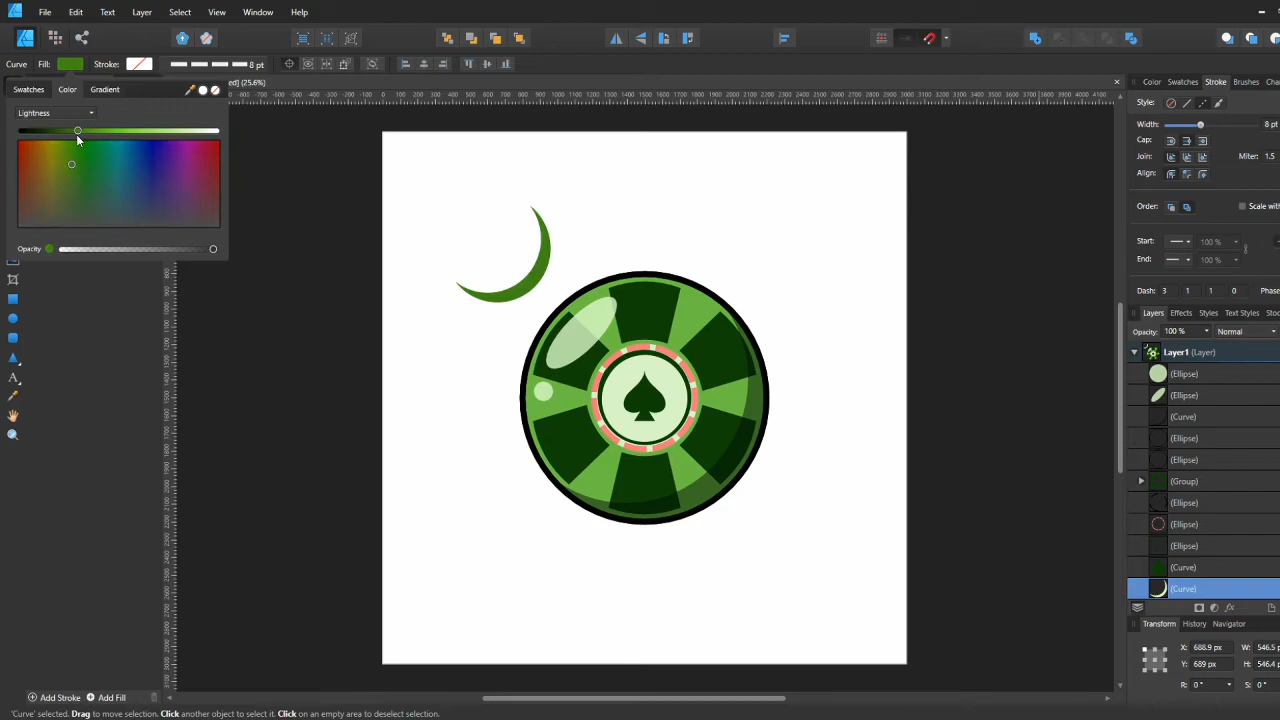 File Edit Text Layer Select View Window Help
Curve Fill: Stroke: 8 pt
Swatches Color Gradient
ed] (25.6%)
Color Swatches Stroke Brushes
Lightness
Opacity
Style:
Width: 8 pt
Cap:
Join: Miter: 1.5
Align:
Order: Scale with
Start: 100 %
End: 100 %
Dash: 3 1 1 0 Phase
Layers Effects Styles Text Styles
Opacity: 100 % Normal
Layer1 (Layer)
(Ellipse)
(Ellipse)
(Curve)
(Ellipse)
(Ellipse)
(Group)
(Ellipse)
(Ellipse)
(Ellipse)
(Curve)
(Curve)
Transform History Navigator
X: 688.9 px W: 546.5
Y: 689 px H: 546.4
R: 0 ° S: 0 °
Add Stroke Add Fill
'Curve' selected. Drag to move selection. Click another object to select it. Click on an empty area to deselect selection.